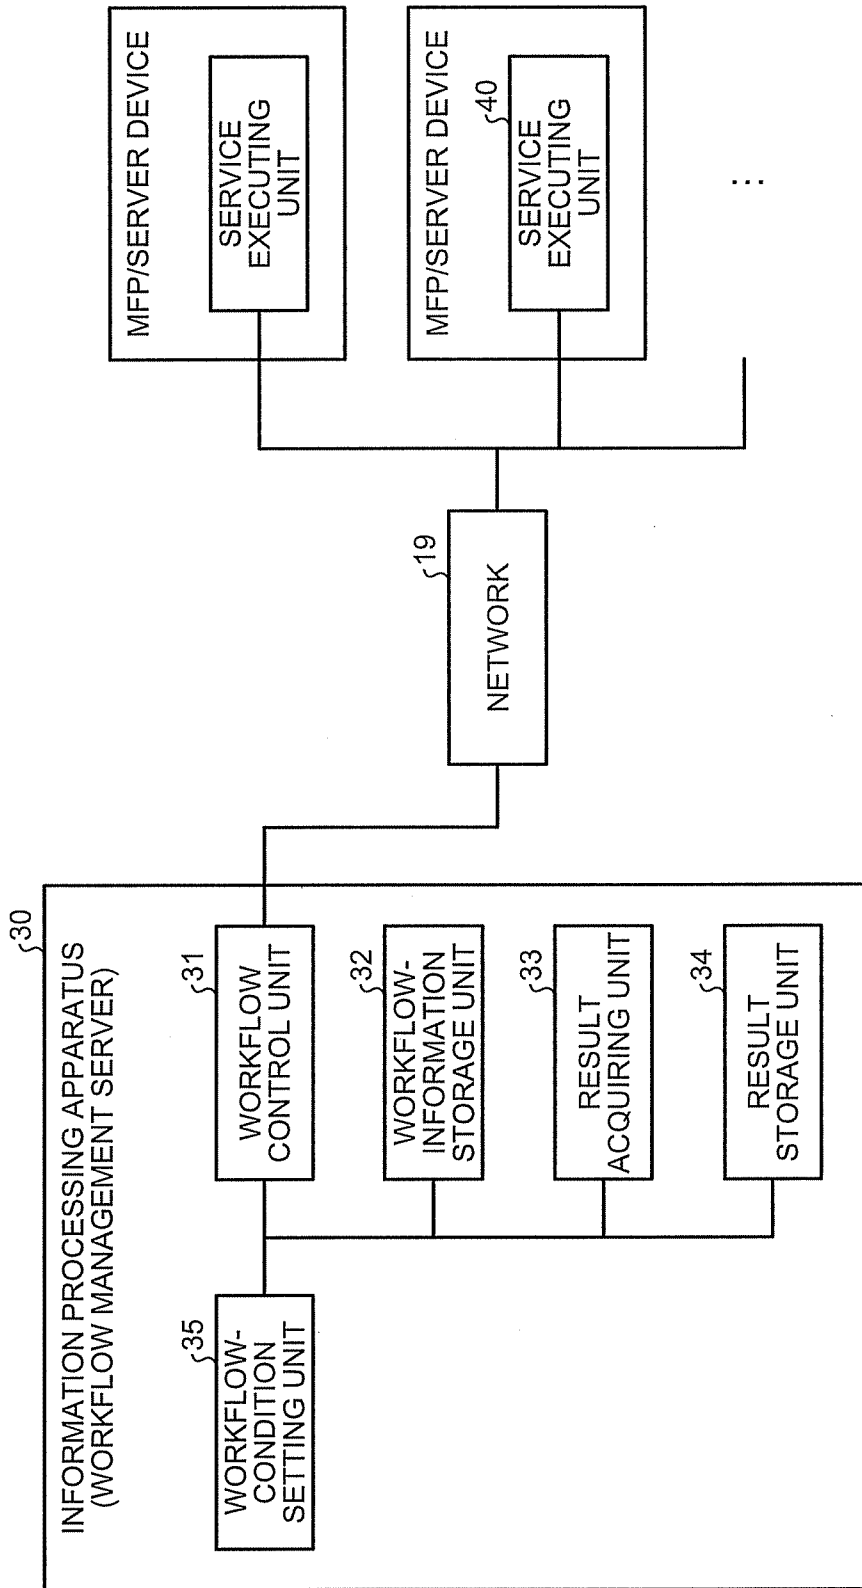 30
INFORMATION PROCESSING APPARATUS
(WORKFLOW MANAGEMENT SERVER)
35
WORKFLOW-
CONDITION
SETTING UNIT
31
WORKFLOW
CONTROL UNIT
32
WORKFLOW-
INFORMATION
STORAGE UNIT
33
RESULT
ACQUIRING UNIT
34
RESULT
STORAGE UNIT
19
NETWORK
MFP/SERVER DEVICE
SERVICE
EXECUTING
UNIT
MFP/SERVER DEVICE
40
SERVICE
EXECUTING
UNIT
...